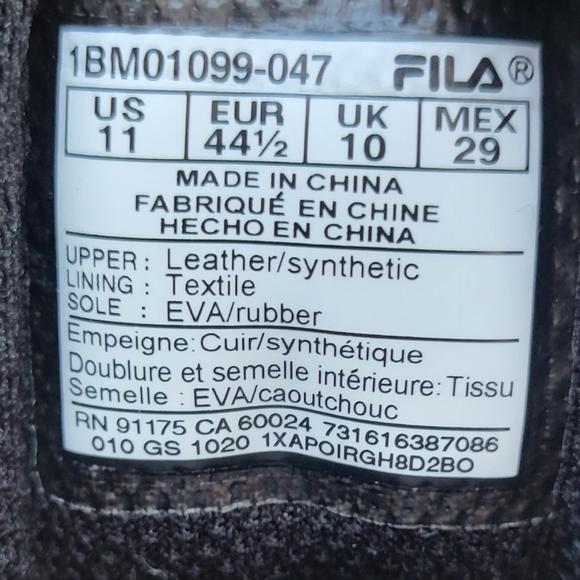 1BM01099-047 FILA®
US EUR UK MEX
11 44½ 10 29
MADE IN CHINA
FABRIQUÉ EN CHINE
HECHO EN CHINA
UPPER : Leather/synthetic
LINING : Textile
SOLE : EVA/rubber
Empeigne: Cuir/synthétique
Doublure et semelle intérieure: Tissu
Semelle : EVA/caoutchouc
RN 91175 CA 60024 731616387086
010 GS 1020 1XAPOIRGH8D2BO